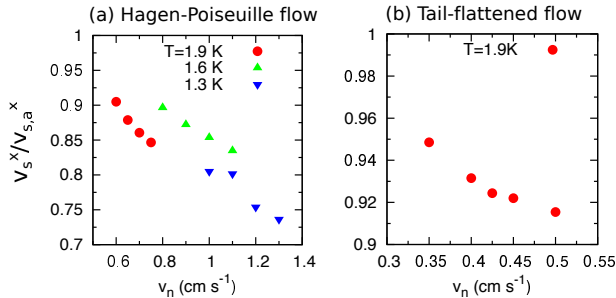 (a) Hagen-Poiseuille flow
(b) Tail-flattened flow
v_s^x/v_{s,a}^x
1
0.95
0.9
0.85
0.8
0.75
0.7
T=1.9 K
1.6 K
1.3 K
0.6 0.8 1 1.2 1.4
v_n (cm s⁻¹)
1
0.98
0.96
0.94
0.92
0.9
T=1.9K
0.3 0.35 0.4 0.45 0.5 0.55
v_n (cm s⁻¹)